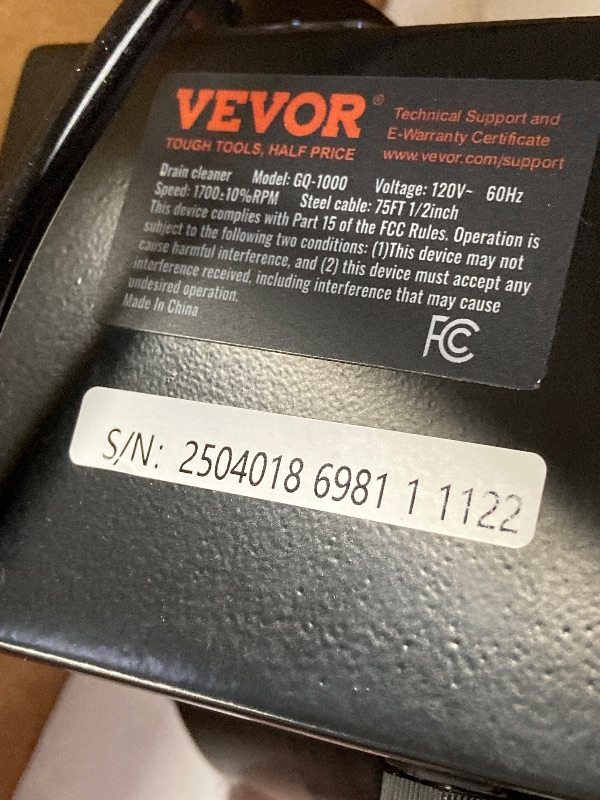 VEVOR®
TOUGH TOOLS, HALF PRICE
Technical Support and
E-Warranty Certificate
www.vevor.com/support
Drain cleaner Model: GQ-1000 Voltage: 120V~ 60Hz
Speed: 1700±10%RPM Steel cable: 75FT 1/2inch
This device complies with Part 15 of the FCC Rules. Operation is
subject to the following two conditions: (1)This device may not
cause harmful interference, and (2) this device must accept any
interference received, including interference that may cause
undesired operation.
Made In China
FC
S/N: 2504018 6981 1 1122